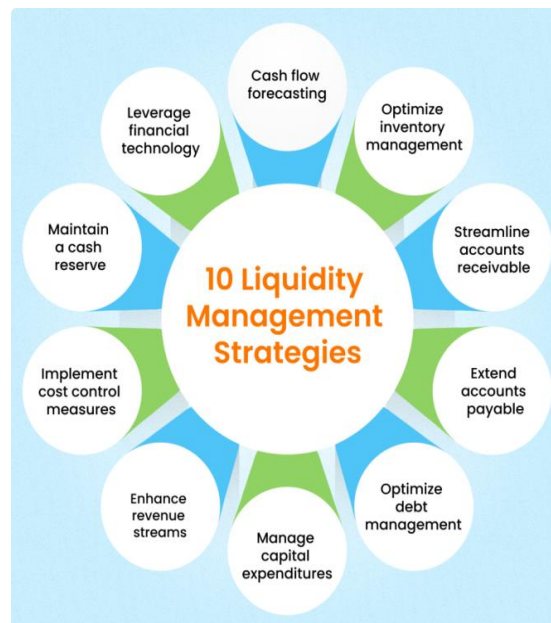 10 Liquidity
Management
Strategies
Cash flow
forecasting
Optimize
inventory
management
Streamline
accounts
receivable
Extend
accounts
payable
Optimize
debt
management
Manage
capital
expenditures
Enhance
revenue
streams
Implement
cost control
measures
Maintain
a cash
reserve
Leverage
financial
technology